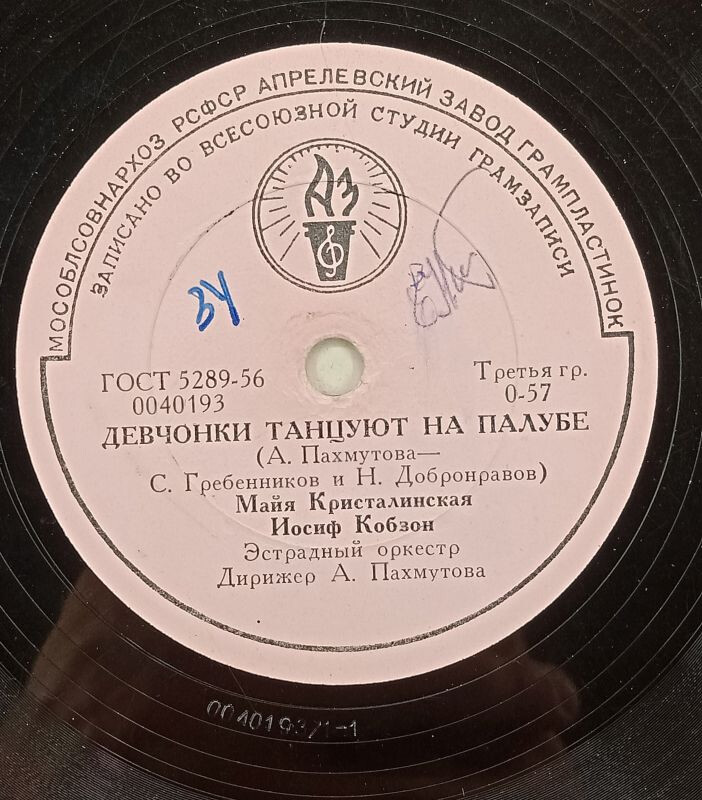 МОСОБЛСОВНАРХОЗ РСФСР АПРЕЛЕВСКИЙ ЗАВОД ГРАМПЛАСТИНОК
ЗАПИСАНО ВО ВСЕСОЮЗНОЙ СТУДИИ ГРАМЗАПИСИ
АЗ
ЗУ
ГОСТ 5289-56
0040193
Третья гр.
0-57
ДЕВЧОНКИ ТАНЦУЮТ НА ПАЛУБЕ
(А. Пахмутова—
С. Гребенников и Н. Добронравов)
Майя Кристалинская
Иосиф Кобзон
Эстрадный оркестр
Дирижер А. Пахмутова
0040193/1-1